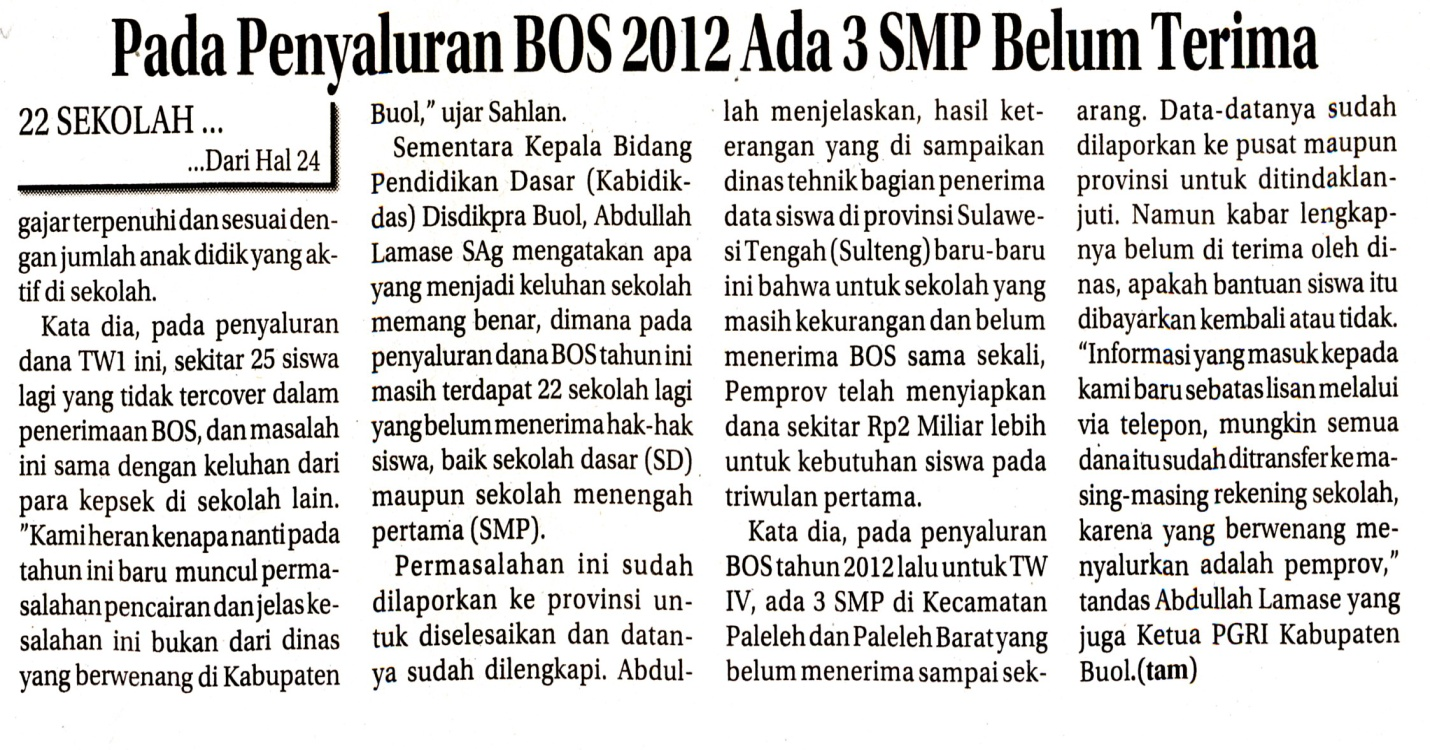 Pada Penyaluran BOS 2012 Ada 3 SMP Belum Terima
22 SEKOLAH ...
...Dari Hal 24
gajar terpenuhi dan sesuai den-
gan jumlah anak didik yang ak-
tif di sekolah.
Kata dia, pada penyaluran
dana TW1 ini, sekitar 25 siswa
lagi yang tidak tercover dalam
penerimaan BOS, dan masalah
ini sama dengan keluhan dari
para kepsek di sekolah lain.
"Kami heran kenapa nanti pada
tahun ini baru muncul perma-
salahan pencairan dan jelas ke-
salahan ini bukan dari dinas
yang berwenang di Kabupaten
Buol," ujar Sahlan.
Sementara Kepala Bidang
Pendidikan Dasar (Kabidik-
das) Disdikpra Buol, Abdullah
Lamase SAg mengatakan apa
yang menjadi keluhan sekolah
memang benar, dimana pada
penyaluran dana BOS tahun ini
masih terdapat 22 sekolah lagi
yang belum menerima hak-hak
siswa, baik sekolah dasar (SD)
maupun sekolah menengah
pertama (SMP).
Permasalahan ini sudah
dilaporkan ke provinsi un-
tuk diselesaikan dan datan-
ya sudah dilengkapi. Abdul-
lah menjelaskan, hasil ket-
erangan yang di sampaikan
dinas tehnik bagian penerima
data siswa di provinsi Sulawe-
si Tengah (Sulteng) baru-baru
ini bahwa untuk sekolah yang
masih kekurangan dan belum
menerima BOS sama sekali,
Pemprov telah menyiapkan
dana sekitar Rp2 Miliar lebih
untuk kebutuhan siswa pada
triwulan pertama.
Kata dia, pada penyaluran
BOS tahun 2012 lalu untuk TW
IV, ada 3 SMP di Kecamatan
Paleleh dan Paleleh Barat yang
belum menerima sampai sek-
arang. Data-datanya sudah
dilaporkan ke pusat maupun
provinsi untuk ditindaklan-
juti. Namun kabar lengkap-
nya belum di terima oleh di-
nas, apakah bantuan siswa itu
dibayarkan kembali atau tidak.
"Informasi yang masuk kepada
kami baru sebatas lisan melalui
via telepon, mungkin semua
dana itu sudah ditransfer ke ma-
sing-masing rekening sekolah,
karena yang berwenang me-
nyalurkan adalah pemprov,"
tandas Abdullah Lamase yang
juga Ketua PGRI Kabupaten
Buol.(tam)